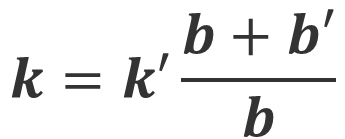 k = k′ (b + b′) / b